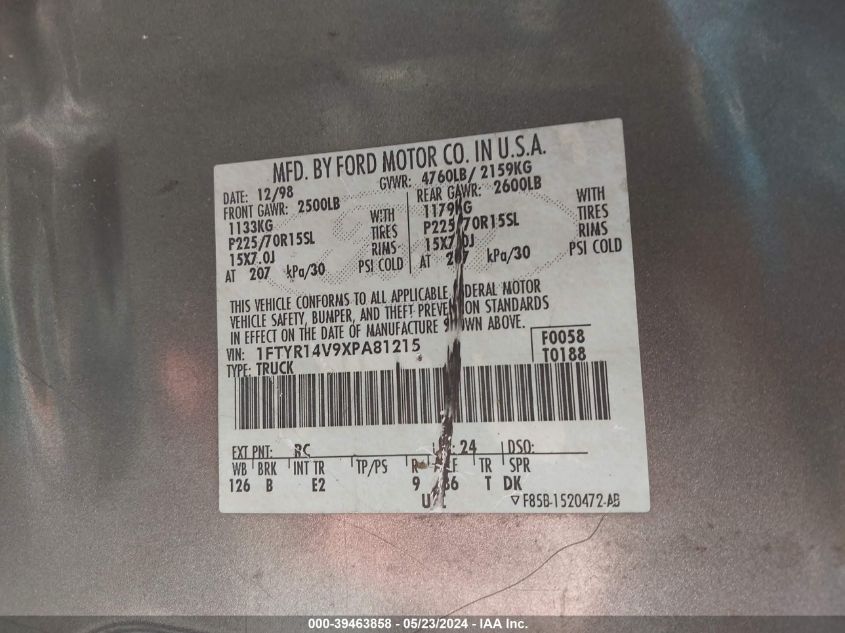 MFD. BY FORD MOTOR CO. IN U.S.A.
DATE: 12/98 GVWR: 4760LB/ 2159KG
FRONT GAWR: 2500LB REAR GAWR: 2600LB
1133KG WITH 1179KG WITH
P225/70R15SL TIRES P225/70R15SL TIRES
15X7.0J RIMS 15X7.0J RIMS
AT 207 kPa/30 PSI COLD AT 207 kPa/30 PSI COLD
THIS VEHICLE CONFORMS TO ALL APPLICABLE FEDERAL MOTOR
VEHICLE SAFETY, BUMPER, AND THEFT PREVENTION STANDARDS
IN EFFECT ON THE DATE OF MANUFACTURE SHOWN ABOVE.
VIN: 1FTYR14V9XPA81215 F0058
TYPE: TRUCK T0188
EXT PNT: RC 24 DSO:
WB BRK INT TR TP/PS R TR SPR
126 B E2 9 T DK
F85B-1520472-AB
000-39463858 - 05/23/2024 - IAA Inc.